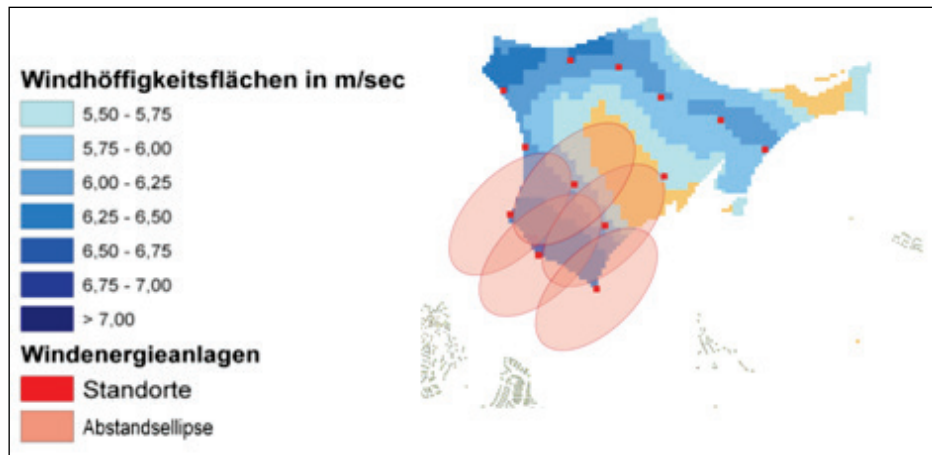 Windhöffigkeitsflächen in m/sec
5,50 - 5,75
5,75 - 6,00
6,00 - 6,25
6,25 - 6,50
6,50 - 6,75
6,75 - 7,00
> 7,00
Windenergieanlagen
Standorte
Abstandsellipse